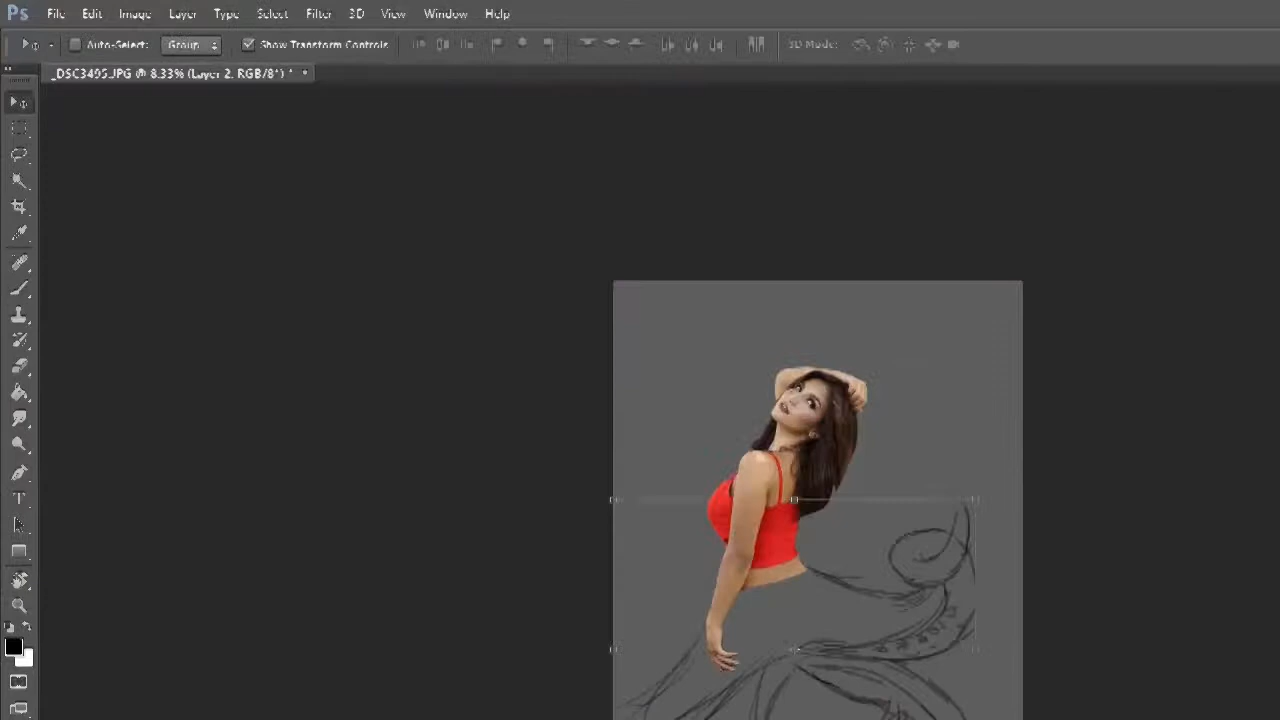 Ps File Edit Image Layer Type Select Filter 3D View Window Help
Auto-Select: Group Show Transform Controls 3D Mode:
_DSC3495.JPG @ 8.33% (Layer 2, RGB/8*) *
T